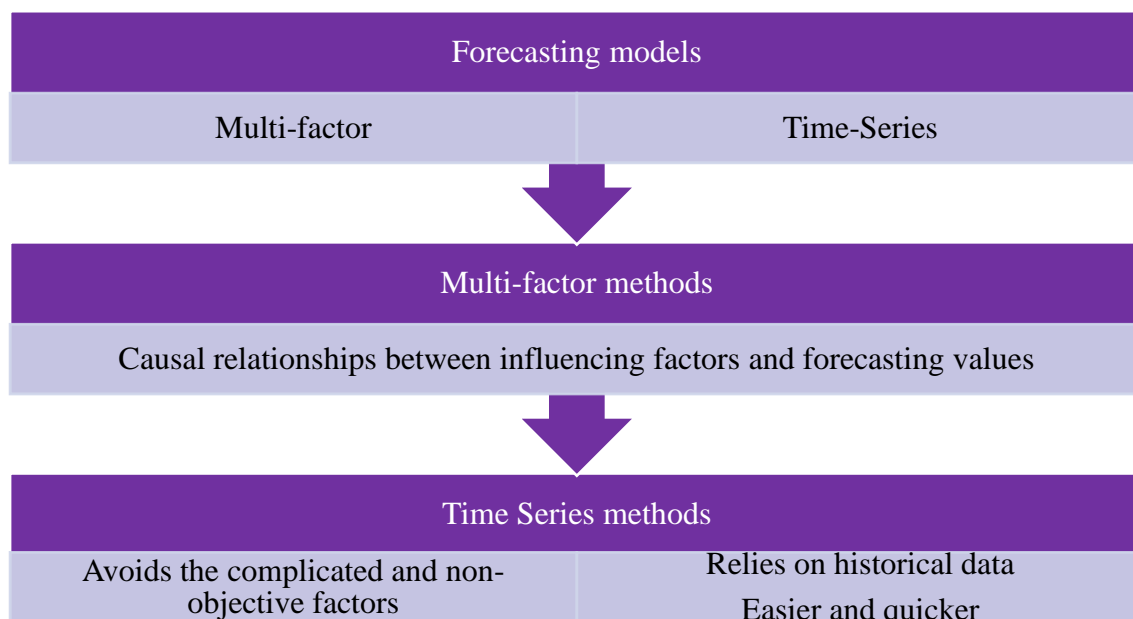 Forecasting models
Multi-factor
Time-Series
Multi-factor methods
Causal relationships between influencing factors and forecasting values
Time Series methods
Avoids the complicated and non-
objective factors
Relies on historical data
Easier and quicker